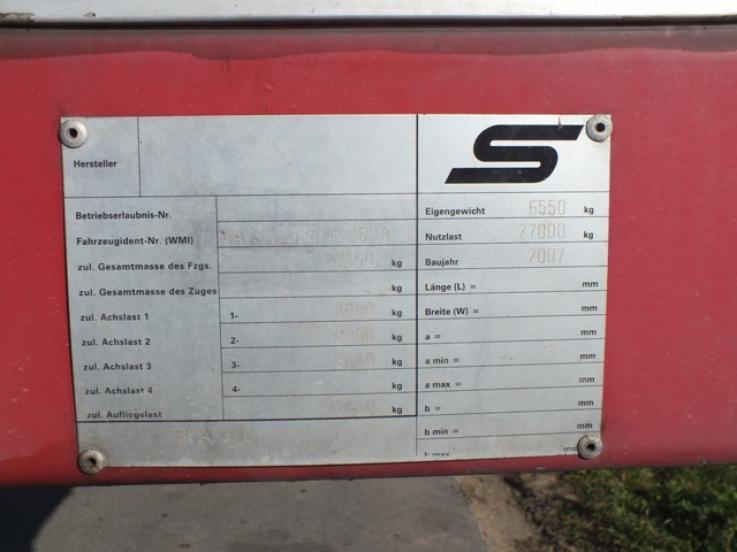 Hersteller
S
Betriebserlaubnis-Nr.
Fahrzeugident-Nr. (WMI)
zul. Gesamtmasse des Fzgs. kg
zul. Gesamtmasse des Zuges kg
zul. Achslast 1 1- kg
zul. Achslast 2 2- kg
zul. Achslast 3 3- kg
zul. Achslast 4 4- kg
zul. Aufliegelast kg
Eigengewicht 6550 kg
Nutzlast 27000 kg
Baujahr 2007
Länge (L) = mm
Breite (W) = mm
a = mm
a min = mm
a max = mm
b = mm
b min = mm
b max mm